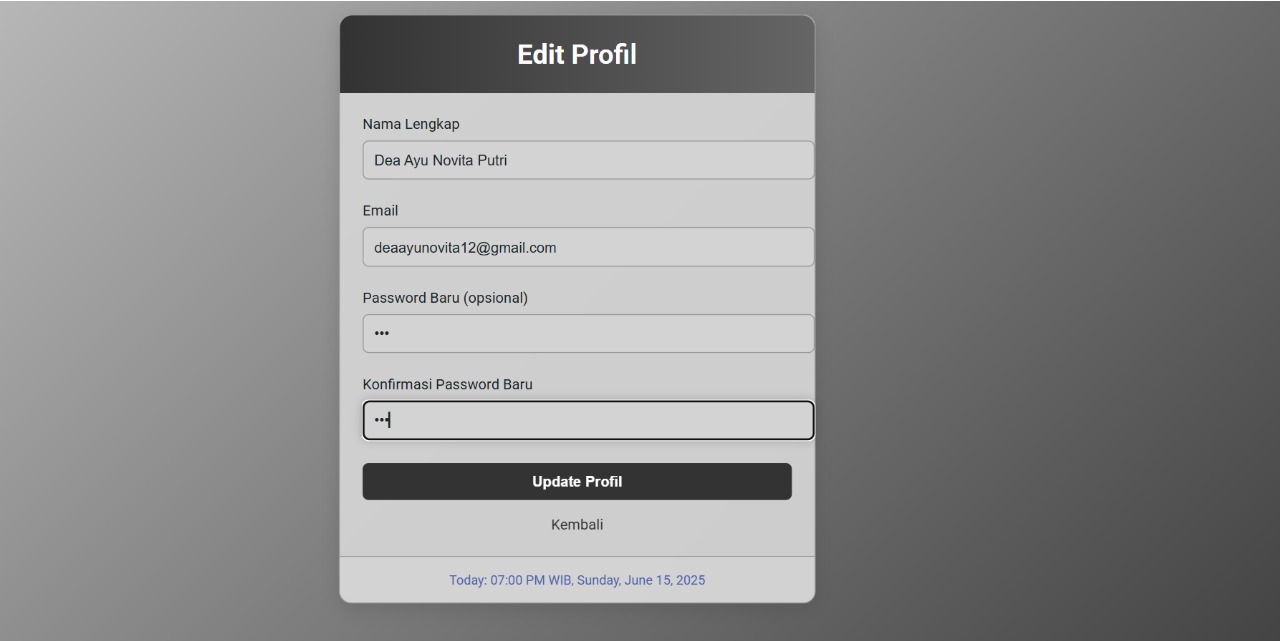 Edit Profil
Nama Lengkap
Dea Ayu Novita Putri
Email
deaayunovita12@gmail.com
Password Baru (opsional)
•••
Konfirmasi Password Baru
•••
Update Profil
Kembali
Today: 07:00 PM WIB, Sunday, June 15, 2025